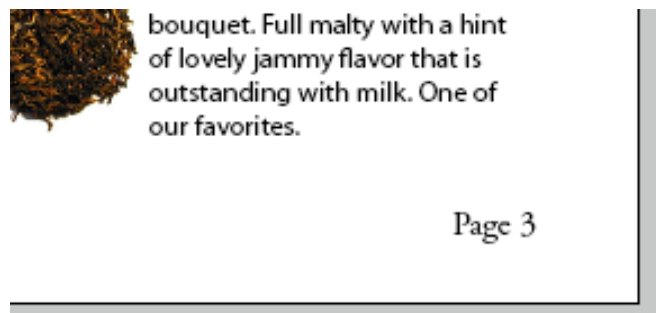 bouquet. Full malty with a hint
of lovely jammy flavor that is
outstanding with milk. One of
our favorites.
Page 3